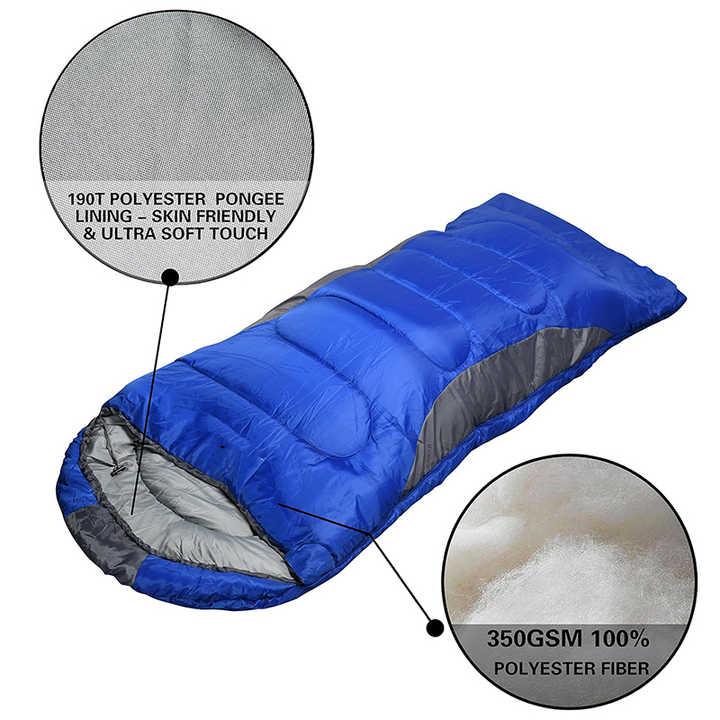 190T POLYESTER PONGEE
LINING – SKIN FRIENDLY
& ULTRA SOFT TOUCH
350GSM 100%
POLYESTER FIBER